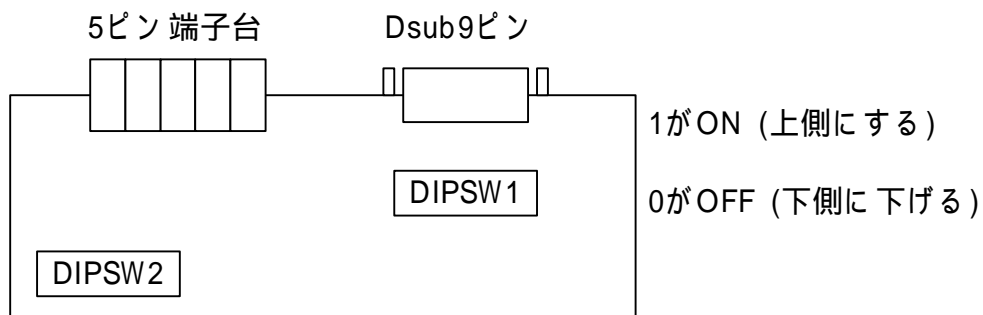 5ピン 端子台
Dsub9ピン
1がON (上側にする)
DIPSW1
0がOFF (下側に下げる)
DIPSW2